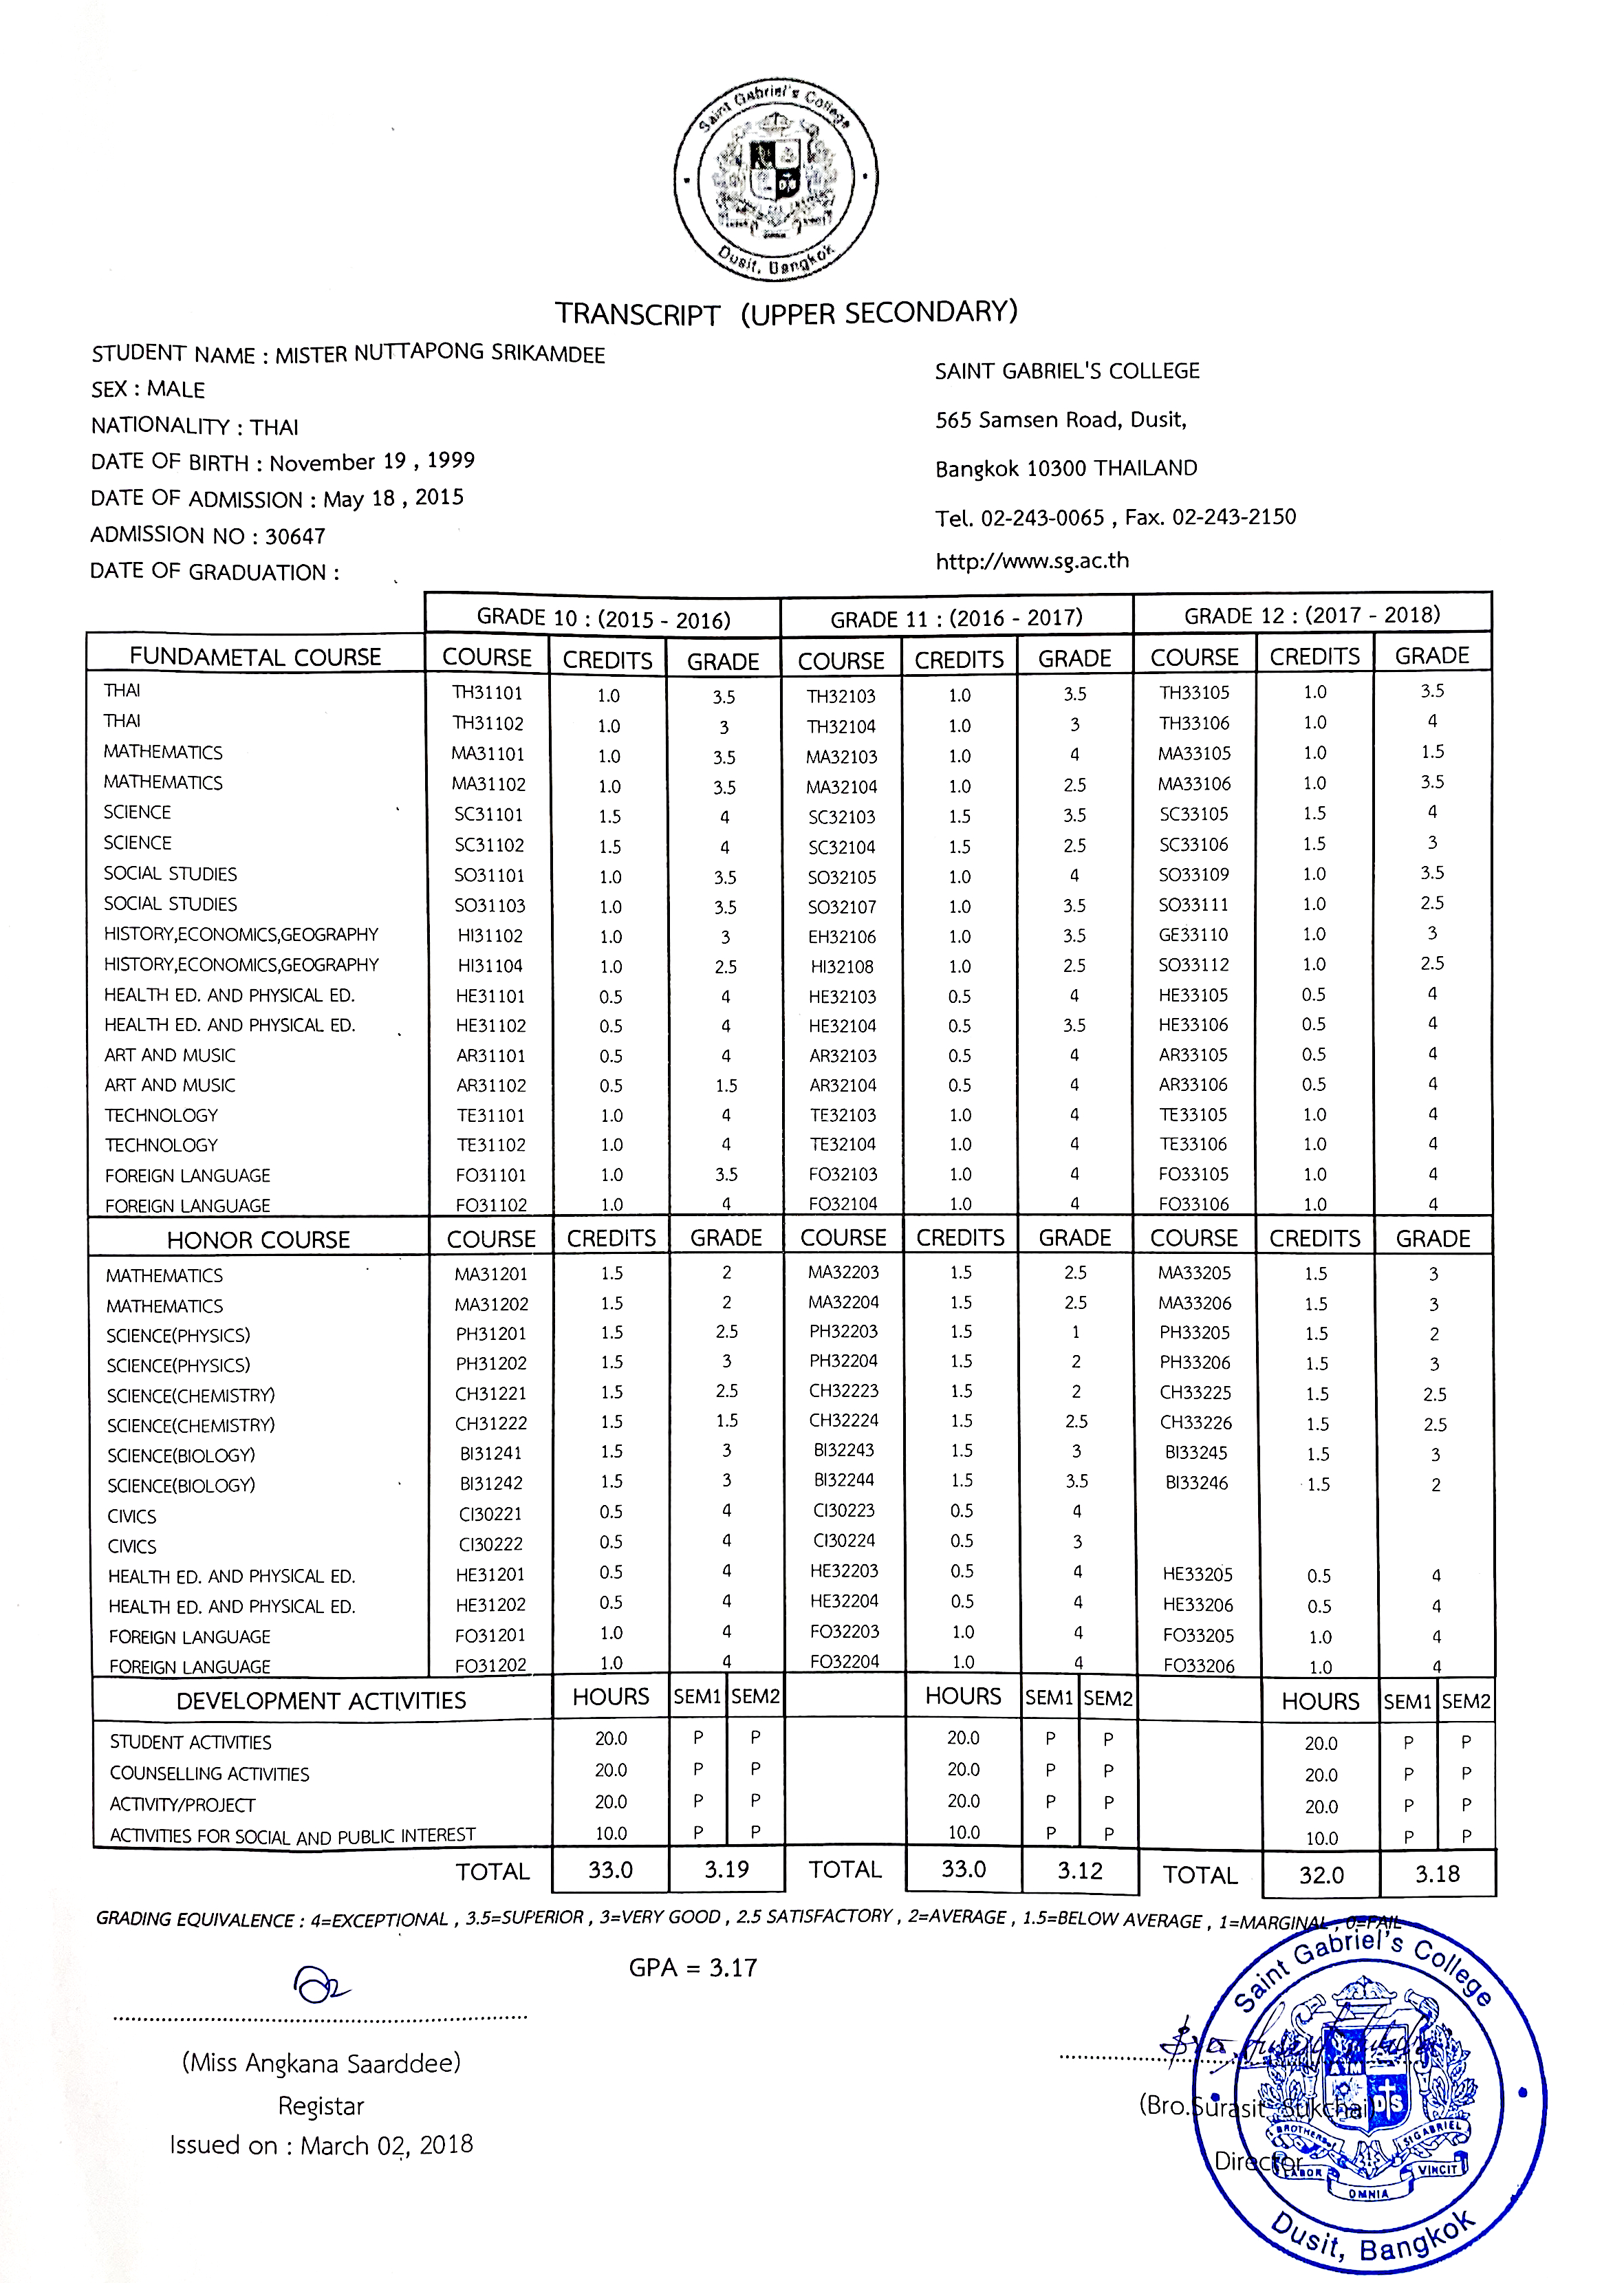 Saint Gabriel's College
Dusit, Bangkok
TRANSCRIPT (UPPER SECONDARY)
STUDENT NAME : MISTER NUTTAPONG SRIKAMDEE
SEX : MALE
NATIONALITY : THAI
DATE OF BIRTH : November 19 , 1999
DATE OF ADMISSION : May 18 , 2015
ADMISSION NO : 30647
DATE OF GRADUATION :
SAINT GABRIEL'S COLLEGE
565 Samsen Road, Dusit,
Bangkok 10300 THAILAND
Tel. 02-243-0065 , Fax. 02-243-2150
http://www.sg.ac.th
GRADE 10 : (2015 - 2016) GRADE 11 : (2016 - 2017) GRADE 12 : (2017 - 2018)
FUNDAMETAL COURSE COURSE CREDITS GRADE COURSE CREDITS GRADE COURSE CREDITS GRADE
THAI TH31101 1.0 3.5 TH32103 1.0 3.5 TH33105 1.0 3.5
THAI TH31102 1.0 3 TH32104 1.0 3 TH33106 1.0 4
MATHEMATICS MA31101 1.0 3.5 MA32103 1.0 4 MA33105 1.0 1.5
MATHEMATICS MA31102 1.0 3.5 MA32104 1.0 2.5 MA33106 1.0 3.5
SCIENCE SC31101 1.5 4 SC32103 1.5 3.5 SC33105 1.5 4
SCIENCE SC31102 1.5 4 SC32104 1.5 2.5 SC33106 1.5 3
SOCIAL STUDIES SO31101 1.0 3.5 SO32105 1.0 4 SO33109 1.0 3.5
SOCIAL STUDIES SO31103 1.0 3.5 SO32107 1.0 3.5 SO33111 1.0 2.5
HISTORY,ECONOMICS,GEOGRAPHY HI31102 1.0 3 EH32106 1.0 3.5 GE33110 1.0 3
HISTORY,ECONOMICS,GEOGRAPHY HI31104 1.0 2.5 HI32108 1.0 2.5 SO33112 1.0 2.5
HEALTH ED. AND PHYSICAL ED. HE31101 0.5 4 HE32103 0.5 4 HE33105 0.5 4
HEALTH ED. AND PHYSICAL ED. HE31102 0.5 4 HE32104 0.5 3.5 HE33106 0.5 4
ART AND MUSIC AR31101 0.5 4 AR32103 0.5 4 AR33105 0.5 4
ART AND MUSIC AR31102 0.5 1.5 AR32104 0.5 4 AR33106 0.5 4
TECHNOLOGY TE31101 1.0 4 TE32103 1.0 4 TE33105 1.0 4
TECHNOLOGY TE31102 1.0 4 TE32104 1.0 4 TE33106 1.0 4
FOREIGN LANGUAGE FO31101 1.0 3.5 FO32103 1.0 4 FO33105 1.0 4
FOREIGN LANGUAGE FO31102 1.0 4 FO32104 1.0 4 FO33106 1.0 4
HONOR COURSE COURSE CREDITS GRADE COURSE CREDITS GRADE COURSE CREDITS GRADE
MATHEMATICS MA31201 1.5 2 MA32203 1.5 2.5 MA33205 1.5 3
MATHEMATICS MA31202 1.5 2 MA32204 1.5 2.5 MA33206 1.5 3
SCIENCE(PHYSICS) PH31201 1.5 2.5 PH32203 1.5 1 PH33205 1.5 2
SCIENCE(PHYSICS) PH31202 1.5 3 PH32204 1.5 2 PH33206 1.5 3
SCIENCE(CHEMISTRY) CH31221 1.5 2.5 CH32223 1.5 2 CH33225 1.5 2.5
SCIENCE(CHEMISTRY) CH31222 1.5 1.5 CH32224 1.5 2.5 CH33226 1.5 2.5
SCIENCE(BIOLOGY) BI31241 1.5 3 BI32243 1.5 3 BI33245 1.5 3
SCIENCE(BIOLOGY) BI31242 1.5 3 BI32244 1.5 3.5 BI33246 1.5 2
CIVICS CI30221 0.5 4 CI30223 0.5 4
CIVICS CI30222 0.5 4 CI30224 0.5 3
HEALTH ED. AND PHYSICAL ED. HE31201 0.5 4 HE32203 0.5 4 HE33205 0.5 4
HEALTH ED. AND PHYSICAL ED. HE31202 0.5 4 HE32204 0.5 4 HE33206 0.5 4
FOREIGN LANGUAGE FO31201 1.0 4 FO32203 1.0 4 FO33205 1.0 4
FOREIGN LANGUAGE FO31202 1.0 4 FO32204 1.0 4 FO33206 1.0 4
DEVELOPMENT ACTIVITIES HOURS SEM1 SEM2 HOURS SEM1 SEM2 HOURS SEM1 SEM2
STUDENT ACTIVITIES 20.0 P P 20.0 P P 20.0 P P
COUNSELLING ACTIVITIES 20.0 P P 20.0 P P 20.0 P P
ACTIVITY/PROJECT 20.0 P P 20.0 P P 20.0 P P
ACTIVITIES FOR SOCIAL AND PUBLIC INTEREST 10.0 P P 10.0 P P 10.0 P P
TOTAL 33.0 3.19 TOTAL 33.0 3.12 TOTAL 32.0 3.18
GRADING EQUIVALENCE : 4=EXCEPTIONAL , 3.5=SUPERIOR , 3=VERY GOOD , 2.5 SATISFACTORY , 2=AVERAGE , 1.5=BELOW AVERAGE , 1=MARGINAL , 0=FAIL
GPA = 3.17
(Miss Angkana Saarddee)
Registar
Issued on : March 02, 2018
(Bro.Surasit Sukchai
Director
Saint Gabriel's College
AM
DS
BROTHERS
ST GABRIEL
LABOR
OMNIA
VINCIT
Dusit, Bangkok